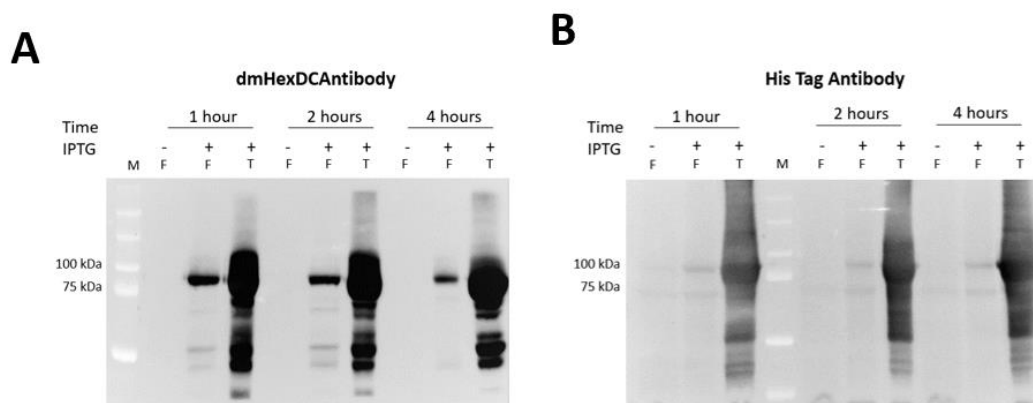 A
dmHexDCAntibody
1 hour 2 hours 4 hours
Time
IPTG - + + - + + - + +
M F F T F F T F F T
100 kDa
75 kDa
B
His Tag Antibody
1 hour 2 hours 4 hours
Time
IPTG - + + - + + - + +
F F T M F F T F F T
100 kDa
75 kDa